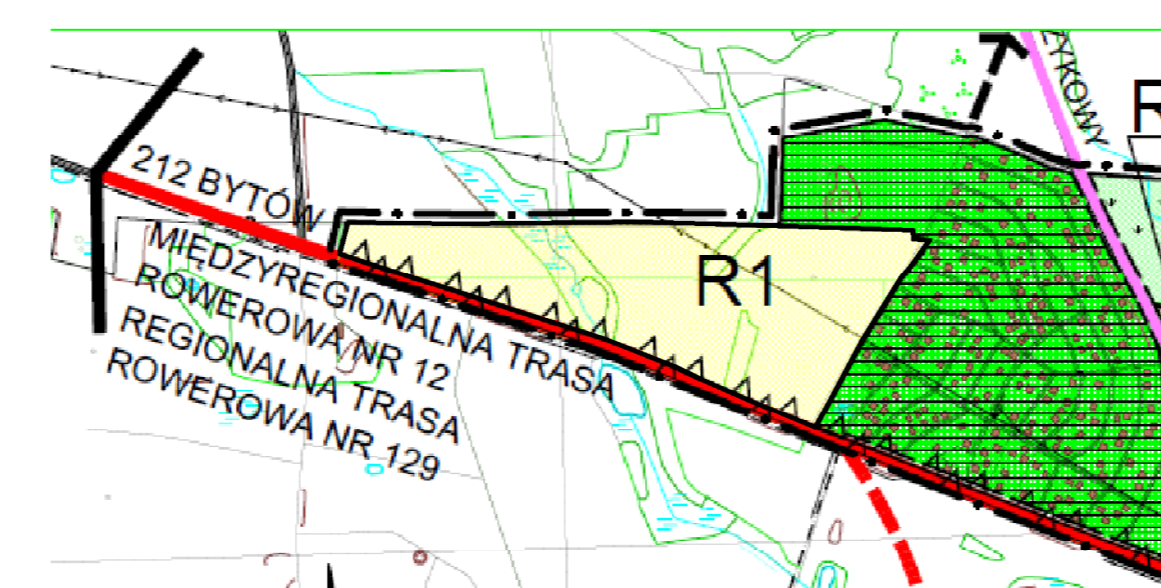 212 BYTÓW
MIĘDZYREGIONALNA TRASA
ROWEROWA NR 12
REGIONALNA TRASA
ROWEROWA NR 129
R1